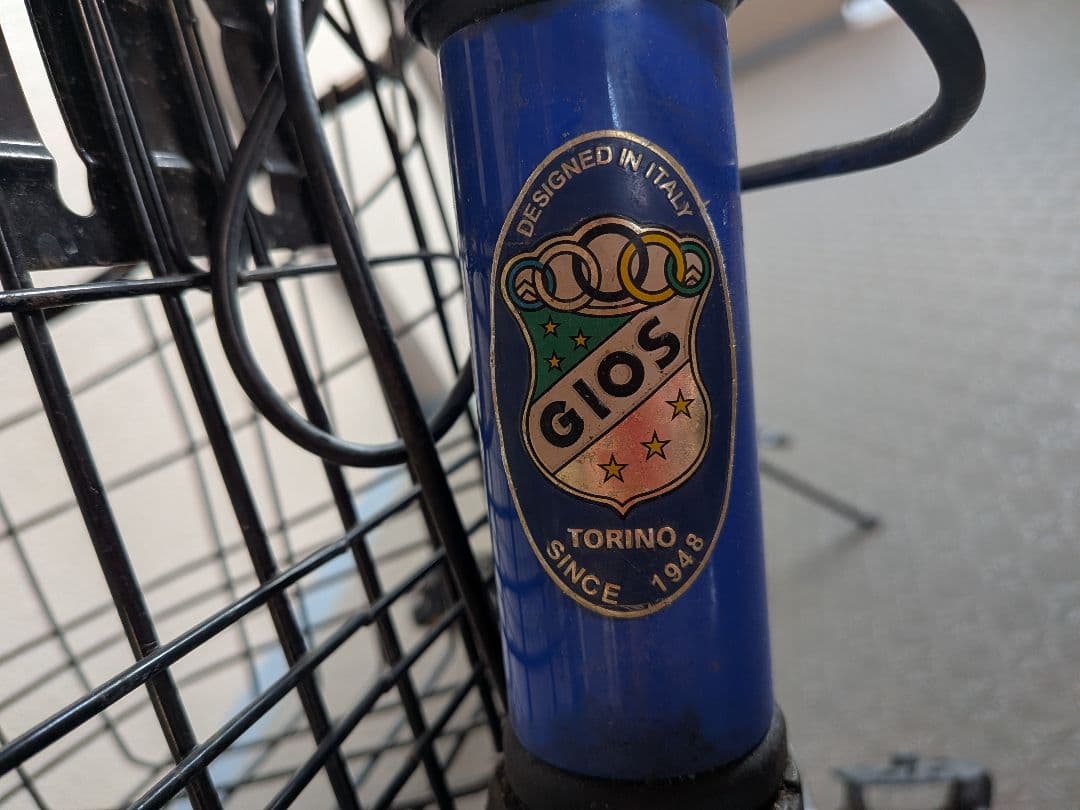 DESIGNED IN ITALY
GIOS
TORINO
SINCE 1948